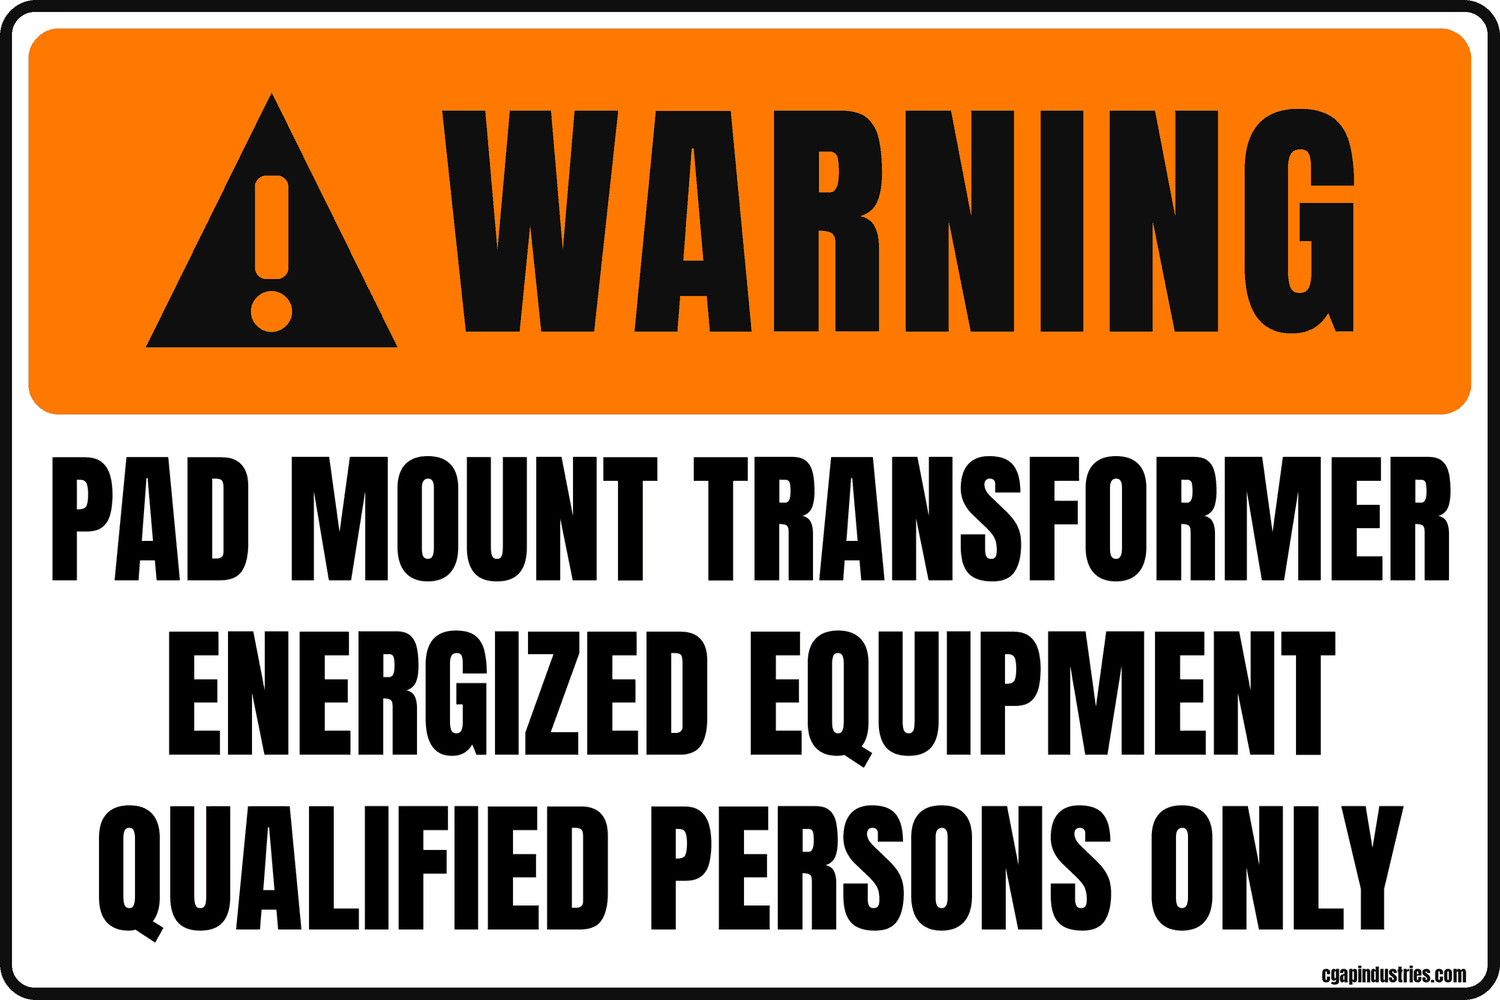 WARNING
PAD MOUNT TRANSFORMER
ENERGIZED EQUIPMENT
QUALIFIED PERSONS ONLY
cgapindustries.com